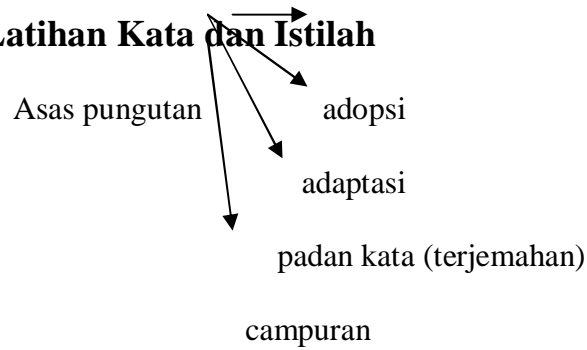 Latihan Kata dan Istilah
Asas pungutan adopsi
adaptasi
padan kata (terjemahan)
campuran